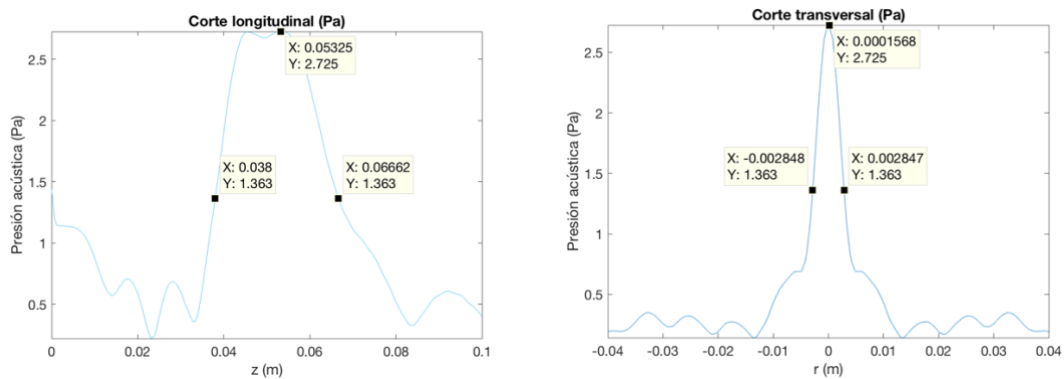 Corte longitudinal (Pa)
2.5
2
1.5
1
0.5
Presión acústica (Pa)
X: 0.05325
Y: 2.725
X: 0.038
Y: 1.363
X: 0.06662
Y: 1.363
0
0.02
0.04
0.06
0.08
0.1
z (m)
Corte transversal (Pa)
2.5
2
1.5
1
0.5
Presión acústica (Pa)
X: 0.0001568
Y: 2.725
X: -0.002848
Y: 1.363
X: 0.002847
Y: 1.363
-0.04
-0.03
-0.02
-0.01
0
0.01
0.02
0.03
0.04
r (m)